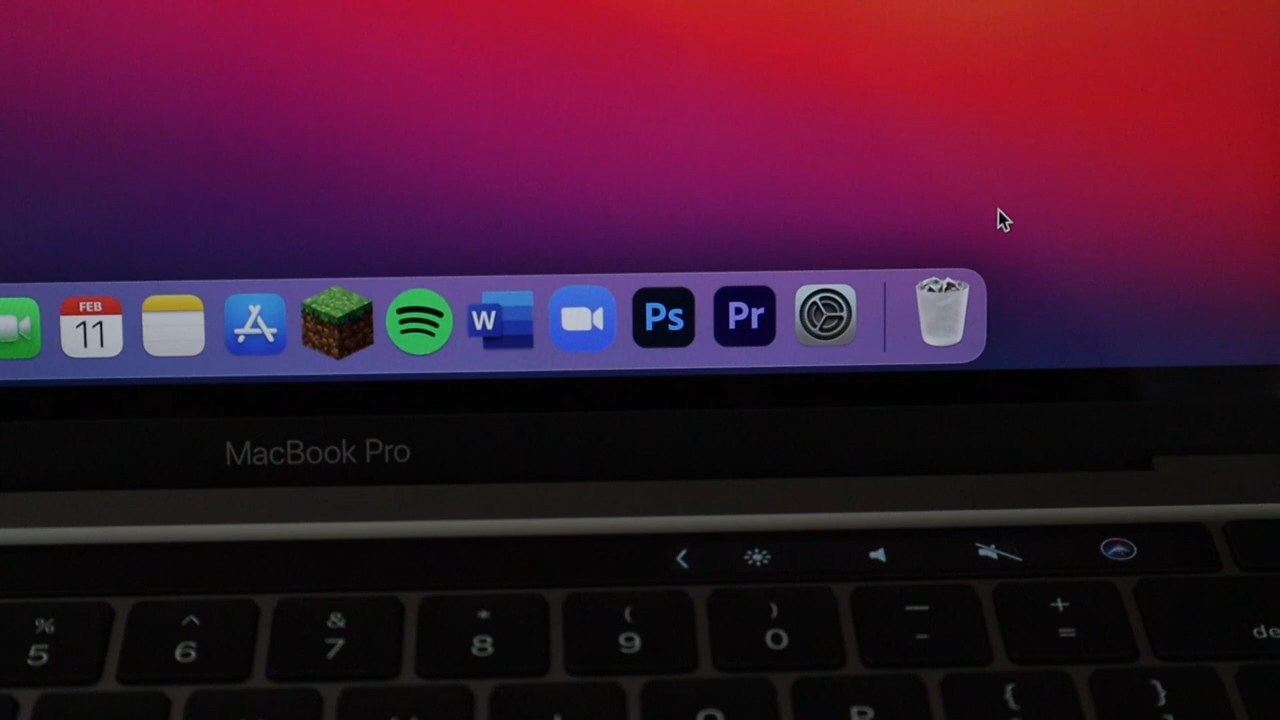 FEB
11
W
Ps
Pr
MacBook Pro
% ^ & * ( ) — +
5 6 7 8 9 0 - =
de
{ }
O P